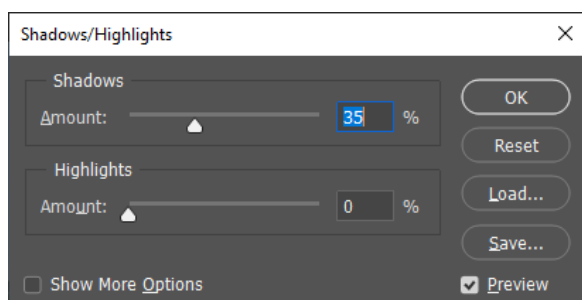 Shadows/Highlights
Shadows
Amount: 35 %
Highlights
Amount: 0 %
Show More Options
OK
Reset
Load...
Save...
Preview